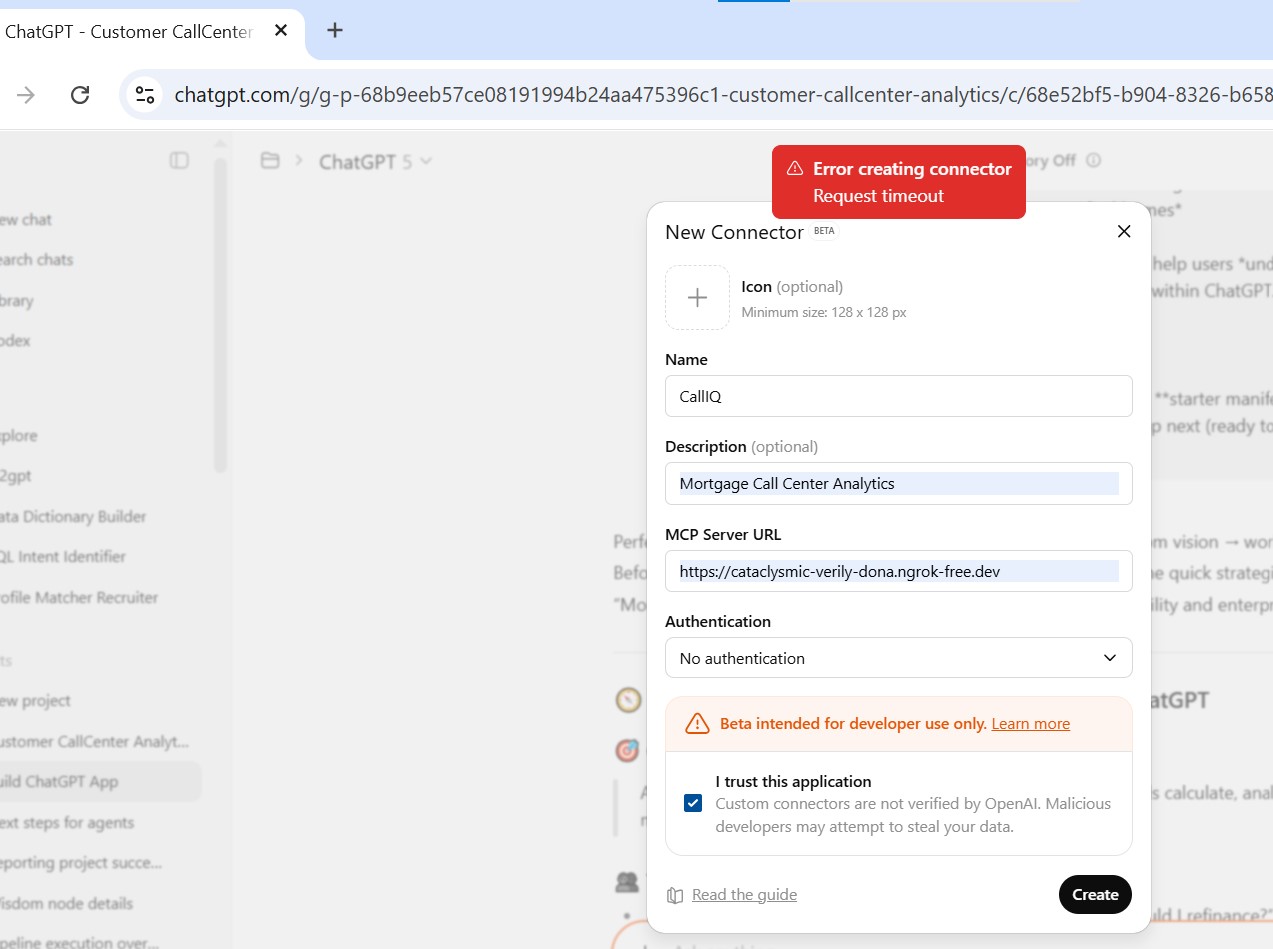 ChatGPT - Customer CallCenter
chatgpt.com/g/g-p-68b9eeb57ce08191994b24aa475396c1-customer-callcenter-analytics/c/68e52bf5-b904-8326-b658
ChatGPT 5
ory Off
Error creating connector
Request timeout
New Connector BETA
Icon (optional)
Minimum size: 128 x 128 px
Name
CallIQ
Description (optional)
Mortgage Call Center Analytics
MCP Server URL
https://cataclysmic-verily-dona.ngrok-free.dev
Authentication
No authentication
Beta intended for developer use only. Learn more
I trust this application
Custom connectors are not verified by OpenAI. Malicious
developers may attempt to steal your data.
Read the guide
Create
ew chat
earch chats
brary
odex
xplore
2gpt
ata Dictionary Builder
QL Intent Identifier
rofile Matcher Recruiter
ts
ew project
ustomer CallCenter Analyt...
uild ChatGPT App
ext steps for agents
eporting project succe...
isdom node details
ipeline execution over...
mes*
help users *und
within ChatGPT
**starter manife
p next (ready to
Perfe
m vision → wor
Befo
e quick strategi
"Mo
ility and enterpr
atGPT
s calculate, anal
uld I refinance?"